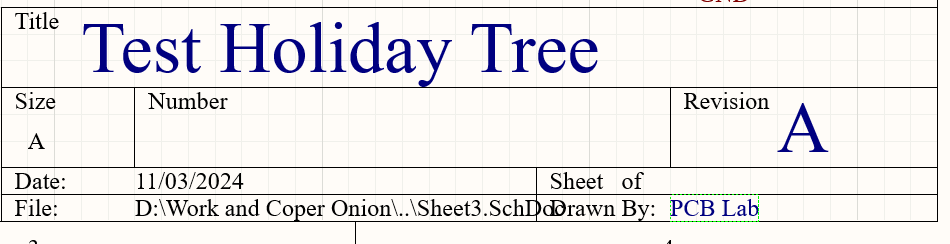 Title Test Holiday Tree
Size Number Revision
A A
Date: 11/03/2024 Sheet of
File: D:\Work and Coper Onion\..\Sheet3.SchDoc Drawn By: PCB Lab